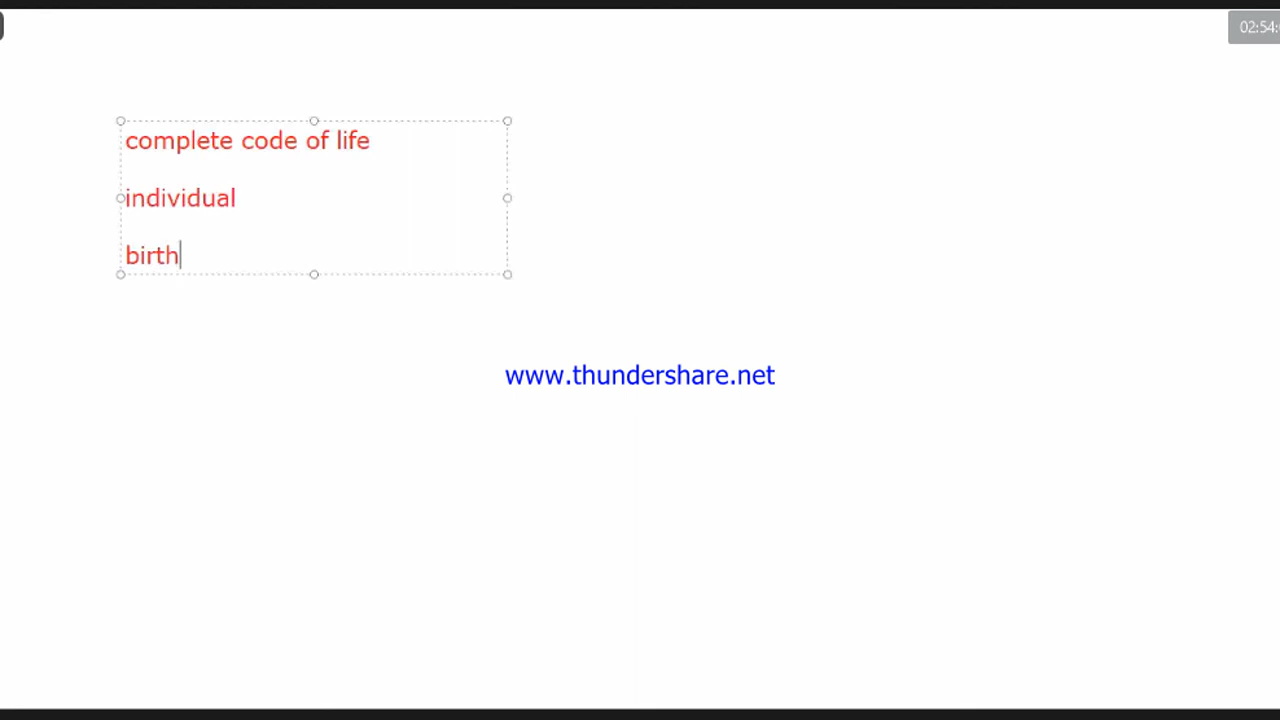 02:54:
complete code of life
individual
birth
www.thundershare.net